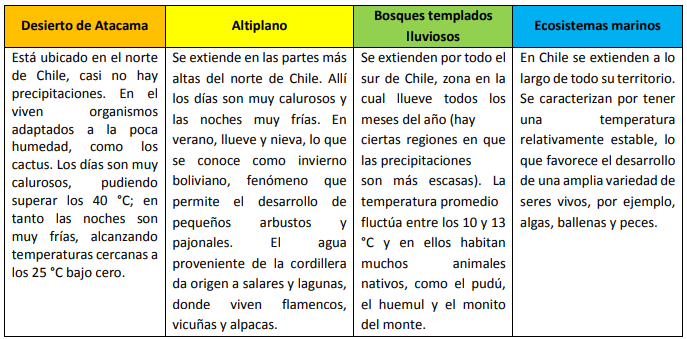 Desierto de Atacama
Está ubicado en el norte
de Chile, casi no hay
precipitaciones. En el
viven organismos
adaptados a la poca
humedad, como los
cactus. Los días son muy
calurosos, pudiendo
superar los 40 °C; en
tanto las noches son
muy frías, alcanzando
temperaturas cercanas a
los 25 °C bajo cero.
Altiplano
Se extiende en las partes más
altas del norte de Chile. Allí
los días son muy calurosos y
las noches muy frías. En
verano, llueve y nieva, lo que
se conoce como invierno
boliviano, fenómeno que
permite el desarrollo de
pequeños arbustos y
pajonales. El agua
proveniente de la cordillera
da origen a salares y lagunas,
donde viven flamencos,
vicuñas y alpacas.
Bosques templados
lluviosos
Se extienden por todo el
sur de Chile, zona en la
cual llueve todos los
meses del año (hay
ciertas regiones en que
las precipitaciones
son más escasas). La
temperatura promedio
fluctúa entre los 10 y 13
°C y en ellos habitan
muchos animales
nativos, como el pudú,
el huemul y el monito
del monte.
Ecosistemas marinos
En Chile se extienden a lo
largo de todo su territorio.
Se caracterizan por tener
una temperatura
relativamente estable, lo
que favorece el desarrollo
de una amplia variedad de
seres vivos, por ejemplo,
algas, ballenas y peces.